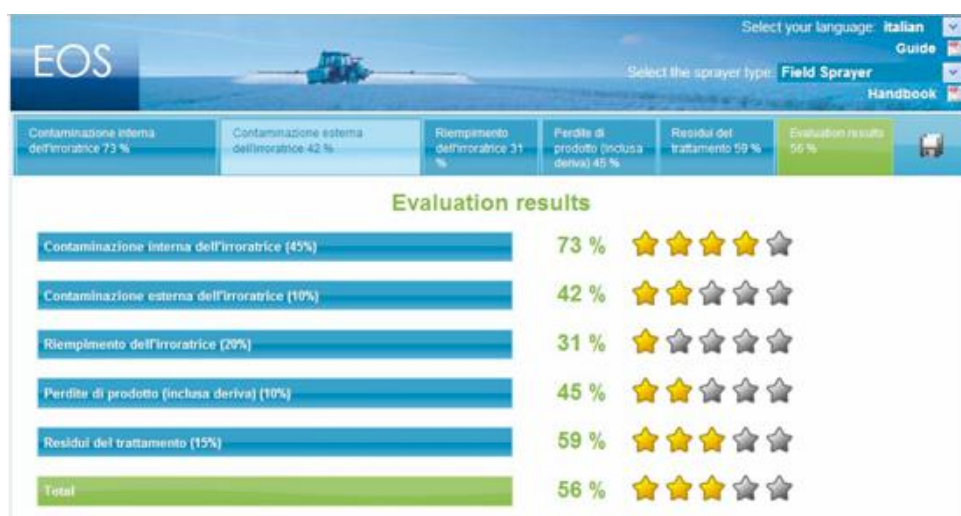 EOS
Select your language: italian
Guide
Select the sprayer type: Field Sprayer
Handbook
Contaminazione interna
dell'irroratrice 73 %
Contaminazione esterna
dell'irroratrice 42 %
Riempimento
dell'irroratrice 31
%
Perdite di
prodotto (inclusa
deriva) 45 %
Residui del
trattamento 59 %
Evaluation results
56 %
Evaluation results
Contaminazione interna dell'irroratrice (45%) 73 %
Contaminazione esterna dell'irroratrice (10%) 42 %
Riempimento dell'irroratrice (20%) 31 %
Perdite di prodotto (inclusa deriva) (10%) 45 %
Residui del trattamento (15%) 59 %
Total 56 %